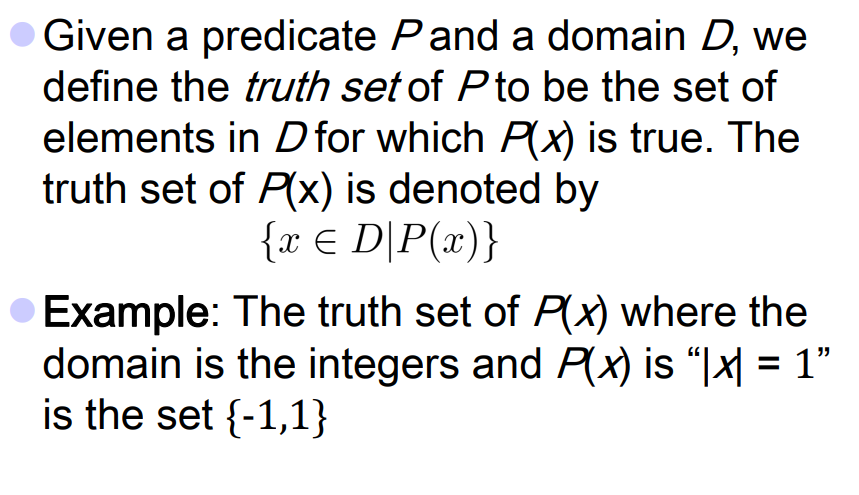 Given a predicate P and a domain D, we
define the truth set of P to be the set of
elements in D for which P(x) is true. The
truth set of P(x) is denoted by
{x ∈ D|P(x)}
Example: The truth set of P(x) where the
domain is the integers and P(x) is “|x| = 1”
is the set {-1,1}